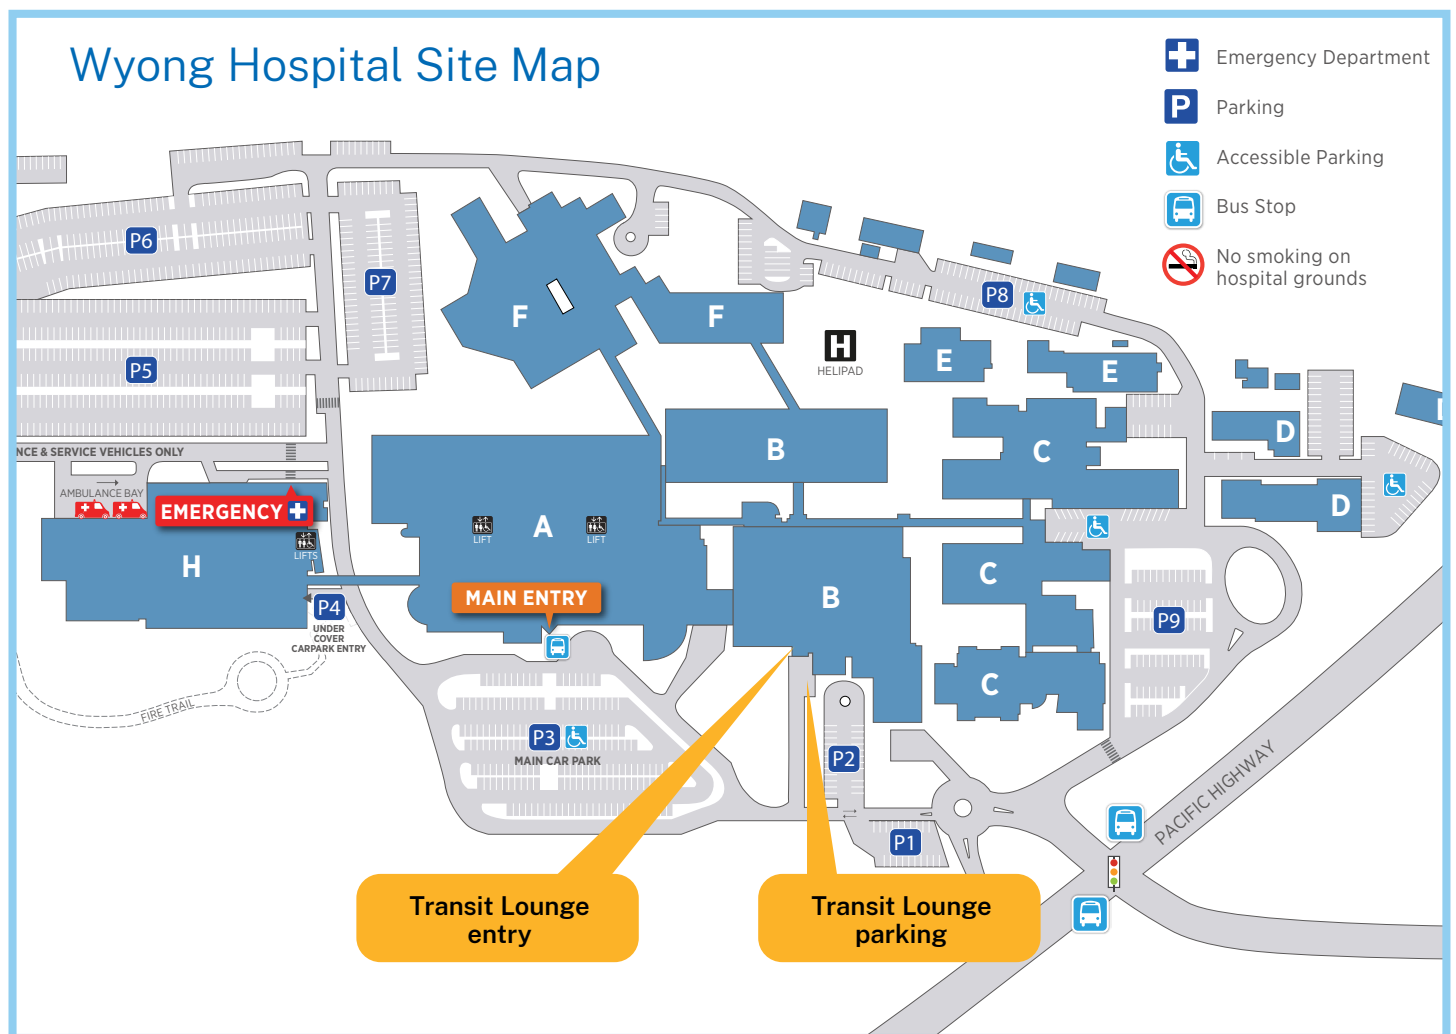 Wyong Hospital Site Map
Emergency Department
P Parking
Accessible Parking
Bus Stop
No smoking on
hospital grounds
P6
P7
P8
P5
F
F
H
HELIPAD
E
E
B
C
D
D
NCE & SERVICE VEHICLES ONLY
AMBULANCE BAY
EMERGENCY
LIFTS
H
A
LIFT
LIFT
MAIN ENTRY
P4
UNDER
COVER
CARPARK ENTRY
FIRE TRAIL
B
C
C
P9
P3
MAIN CAR PARK
P2
P1
PACIFIC HIGHWAY
Transit Lounge
entry
Transit Lounge
parking